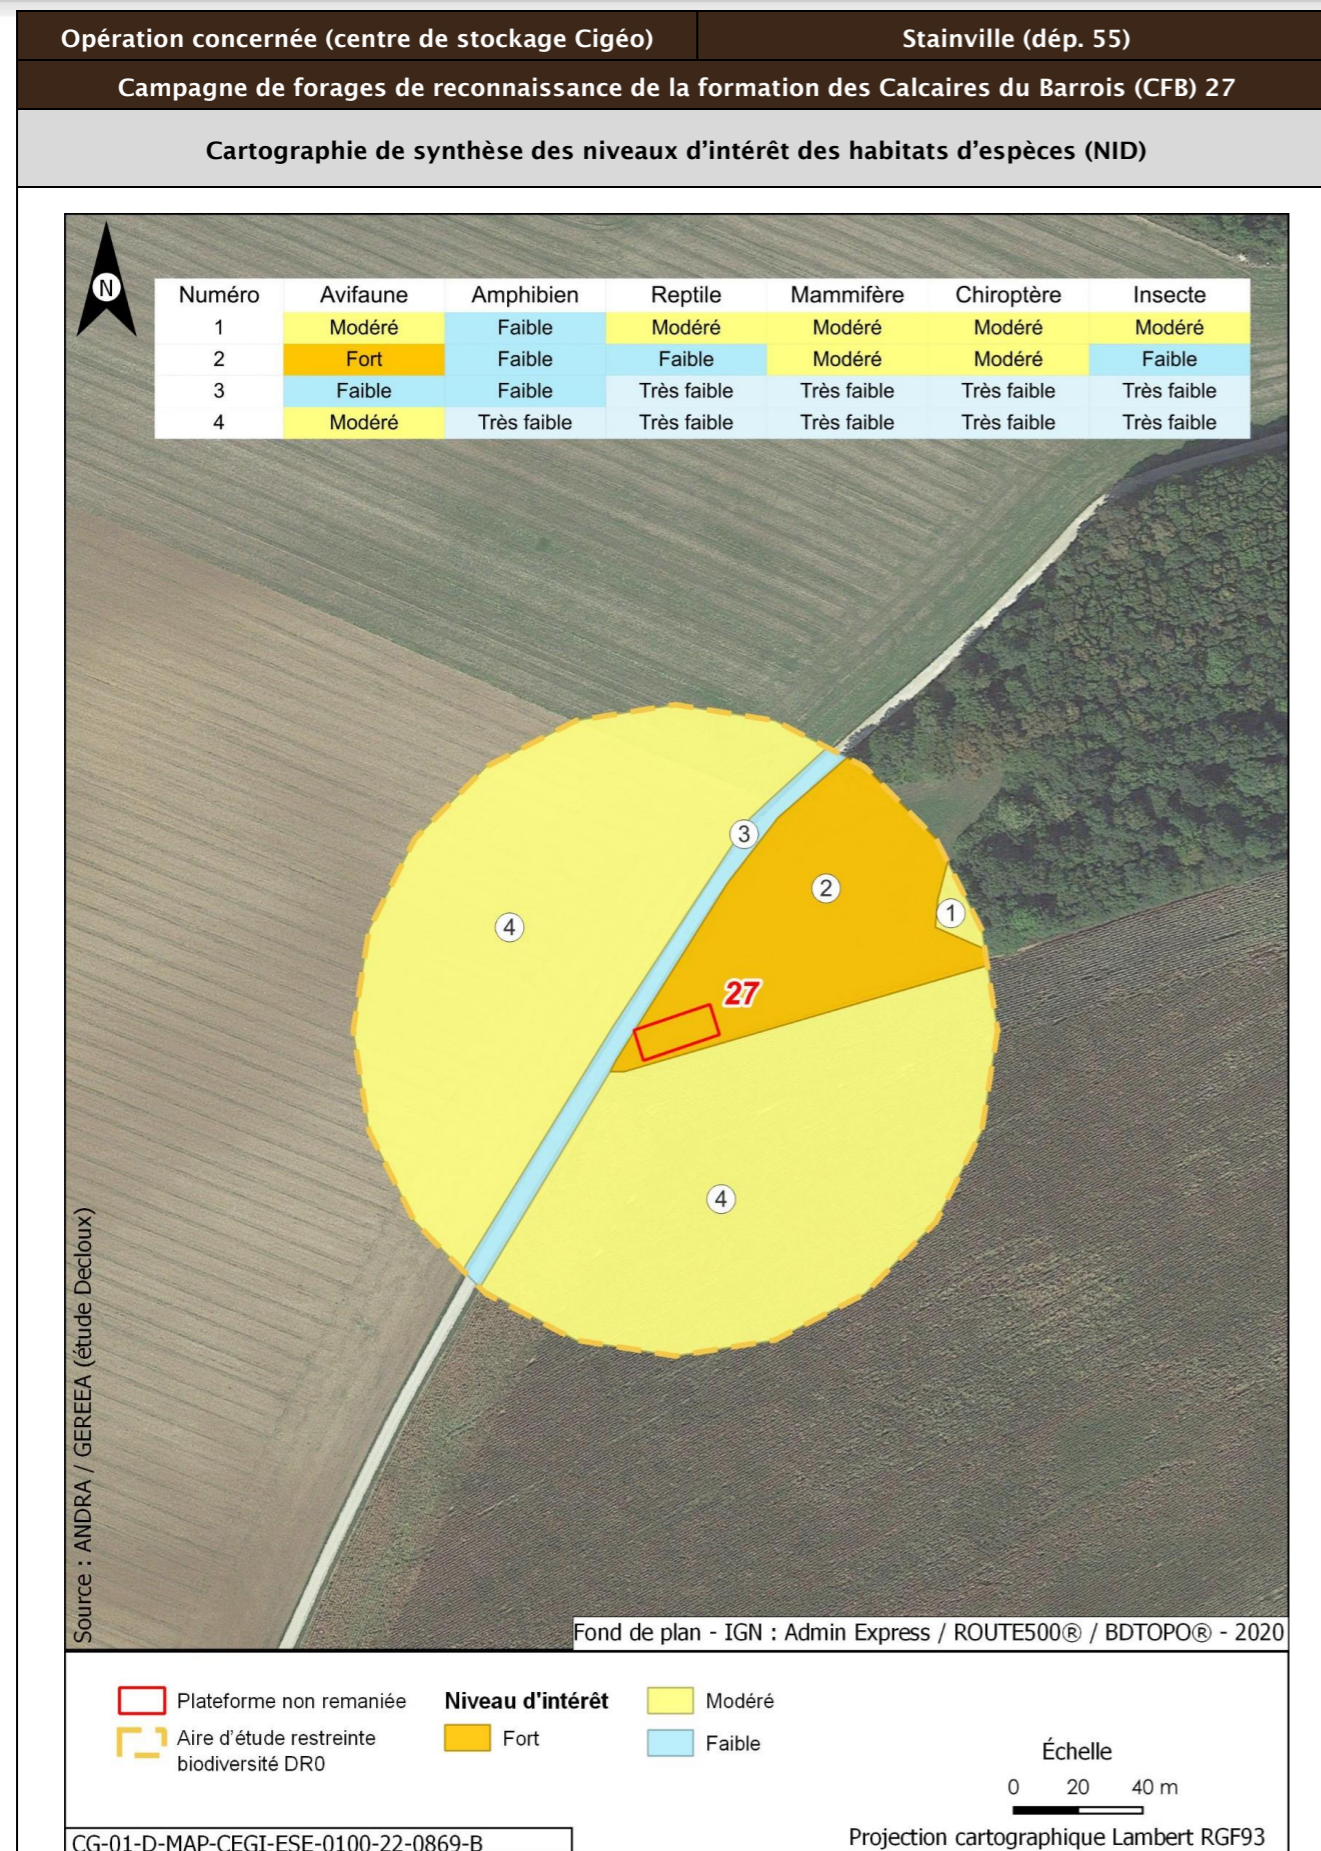 Opération concernée (centre de stockage Cigéo) Stainville (dép. 55)
Campagne de forages de reconnaissance de la formation des Calcaires du Barrois (CFB) 27
Cartographie de synthèse des niveaux d'intérêt des habitats d'espèces (NID)
N
Numéro Avifaune Amphibien Reptile Mammifère Chiroptère Insecte
1 Modéré Faible Modéré Modéré Modéré Modéré
2 Fort Faible Faible Modéré Modéré Faible
3 Faible Faible Très faible Très faible Très faible Très faible
4 Modéré Très faible Très faible Très faible Très faible Très faible
3
2
1
4
27
4
Source : ANDRA / GEREEA (étude Decloux)
Fond de plan - IGN : Admin Express / ROUTE500® / BDTOPO® - 2020
Plateforme non remaniée
Aire d'étude restreinte
biodiversité DR0
Niveau d'intérêt
Fort
Modéré
Faible
Échelle
0 20 40 m
Projection cartographique Lambert RGF93
CG-01-D-MAP-CEGI-ESE-0100-22-0869-B